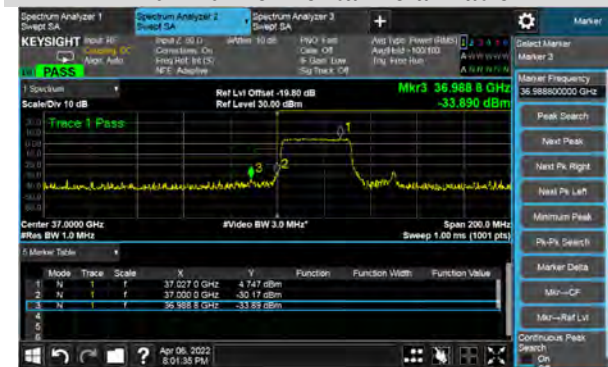 Spectrum Analyzer 1
Swept SA
Spectrum Analyzer 2
Swept SA
Spectrum Analyzer 3
Swept SA
+
Marker
KEYSIGHT Input: RF
Coupling: DC
Align: Auto
Input Z: 50 Ω
Corrections: On
Freq Ref: Int (S)
NFE: Adaptive
Atten: 10 dB
PNO: Fast
Gate: Off
IF Gain: Low
Sig Track: Off
Avg Type: Power (RMS)
Avg|Hold: >100/100
Trig: Free Run
PASS
Select Marker
Marker 3
1 Spectrum
Scale/Div 10 dB
Ref Lvl Offset -19.80 dB
Ref Level 30.00 dBm
Mkr3 36.988 8 GHz
-33.890 dBm
Marker Frequency
36.988800000 GHz
Trace 1 Pass
1
2
3
Center 37.0000 GHz
#Res BW 1.0 MHz
#Video BW 3.0 MHz*
Span 200.0 MHz
Sweep 1.00 ms (1001 pts)
Peak Search
Next Peak
Next Pk Right
Next Pk Left
Minimum Peak
Pk-Pk Search
Marker Delta
Mkr→CF
Mkr→Ref Lvl
Continuous Peak
Search
On
5 Marker Table
Mode Trace Scale X Y Function Function Width Function Value
1 N 1 f 37.027 0 GHz 4.747 dBm
2 N 1 f 37.000 0 GHz -30.17 dBm
3 N 1 f 36.988 8 GHz -33.89 dBm
4
5
6
?
Apr 06, 2022
8:01:35 PM